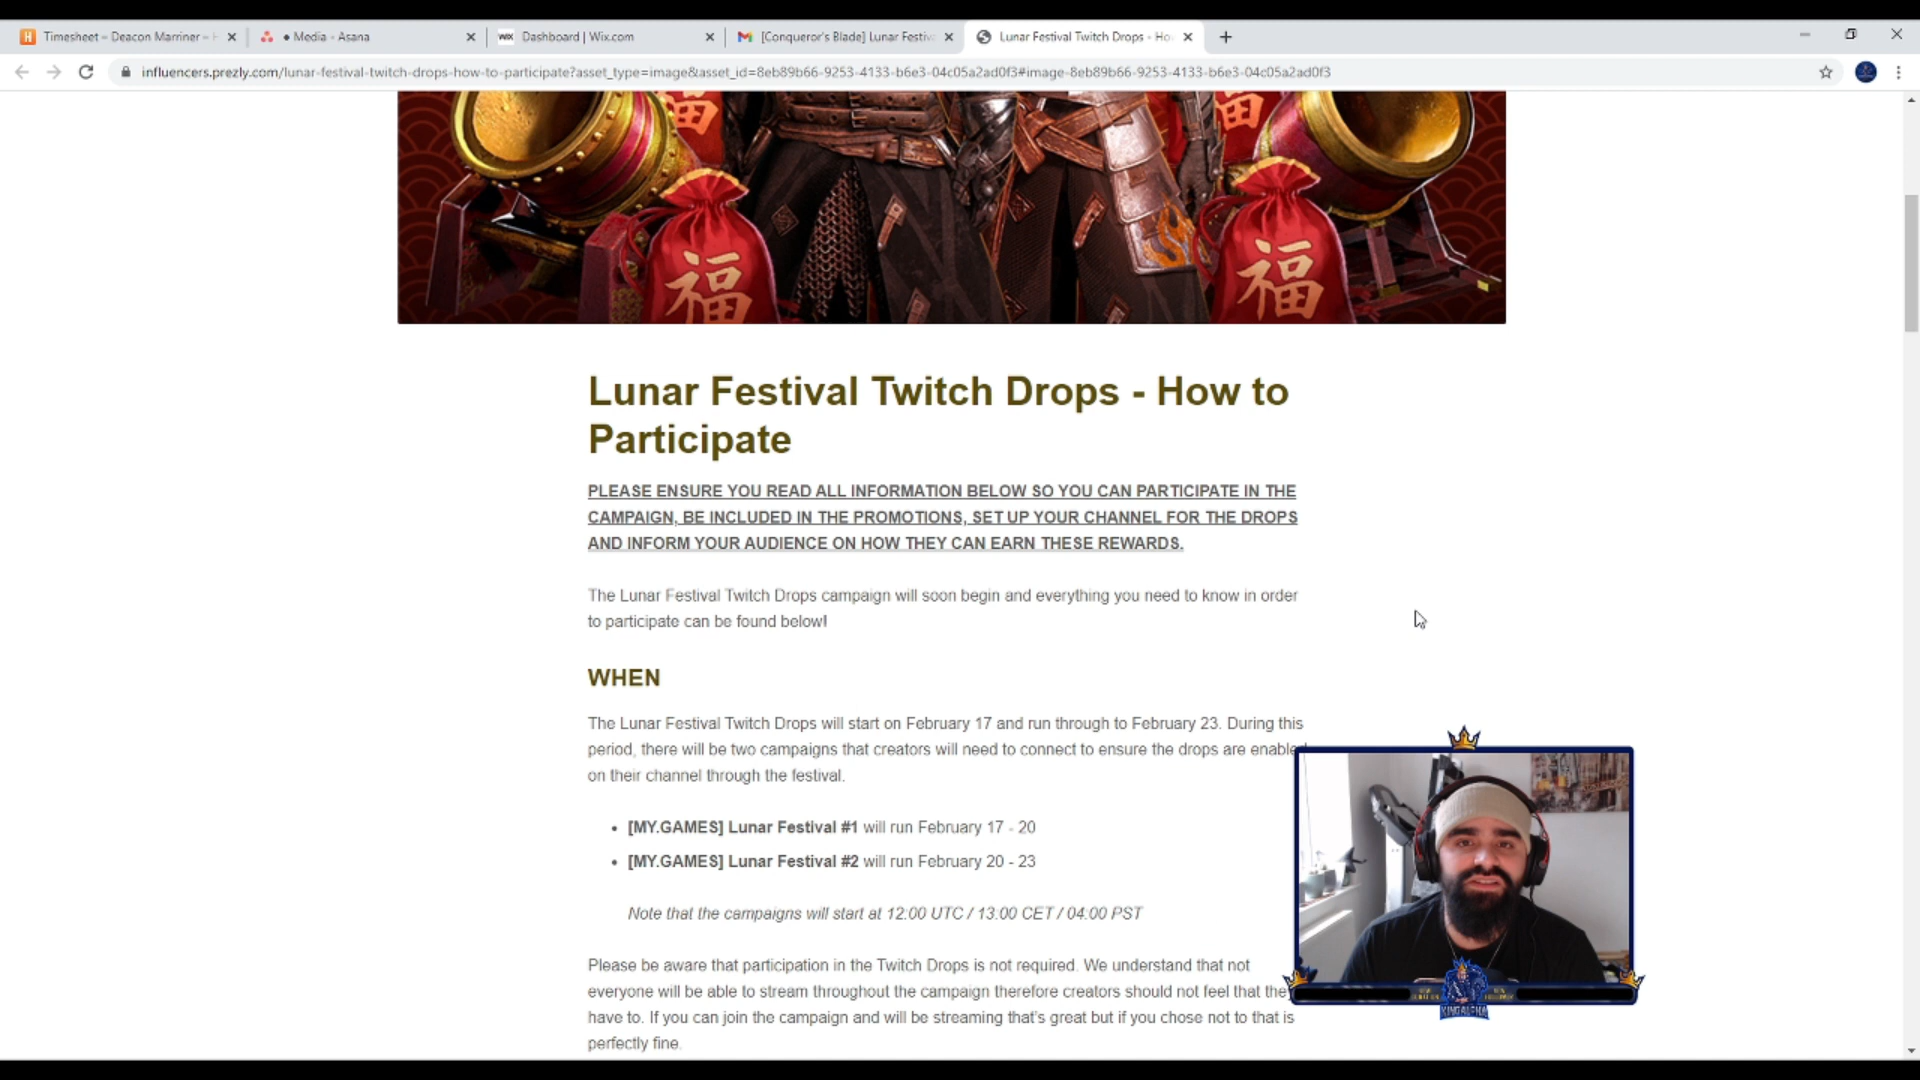 Timesheet – Deacon Marriner – H
• Media - Asana
WIX Dashboard | Wix.com
[Conqueror's Blade] Lunar Festiv
Lunar Festival Twitch Drops - Ho
influencers.prezly.com/lunar-festival-twitch-drops-how-to-participate?asset_type=image&asset_id=8eb89b66-9253-4133-b6e3-04c05a2ad0f3#image-8eb89b66-9253-4133-b6e3-04c05a2ad0f3
福 福
福 福
Lunar Festival Twitch Drops - How to
Participate
PLEASE ENSURE YOU READ ALL INFORMATION BELOW SO YOU CAN PARTICIPATE IN THE
CAMPAIGN, BE INCLUDED IN THE PROMOTIONS, SET UP YOUR CHANNEL FOR THE DROPS
AND INFORM YOUR AUDIENCE ON HOW THEY CAN EARN THESE REWARDS.
The Lunar Festival Twitch Drops campaign will soon begin and everything you need to know in order
to participate can be found below!
WHEN
The Lunar Festival Twitch Drops will start on February 17 and run through to February 23. During this
period, there will be two campaigns that creators will need to connect to ensure the drops are enabled
on their channel through the festival.
• [MY.GAMES] Lunar Festival #1 will run February 17 - 20
• [MY.GAMES] Lunar Festival #2 will run February 20 - 23
Note that the campaigns will start at 12:00 UTC / 13:00 CET / 04:00 PST
Please be aware that participation in the Twitch Drops is not required. We understand that not
everyone will be able to stream throughout the campaign therefore creators should not feel that the
have to. If you can join the campaign and will be streaming that's great but if you chose not to that is
perfectly fine.
KINGALPHA